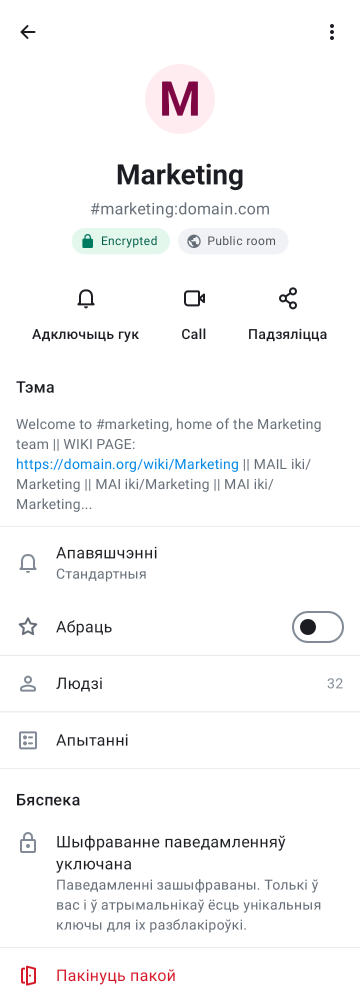 M
Marketing
#marketing:domain.com
Encrypted
Public room
Адключыць гук
Call
Падзяліцца
Тэма
Welcome to #marketing, home of the Marketing
team || WIKI PAGE:
https://domain.org/wiki/Marketing || MAIL iki/
Marketing || MAI iki/Marketing || MAI iki/
Marketing...
Апавяшчэнні
Стандартныя
Абраць
Людзі 32
Апытанні
Бяспека
Шыфраванне паведамленняў
уключана
Паведамленні зашыфраваны. Толькі ў
вас і ў атрымальнікаў ёсць унікальныя
ключы для іх разблакіроўкі.
Пакінуць пакой